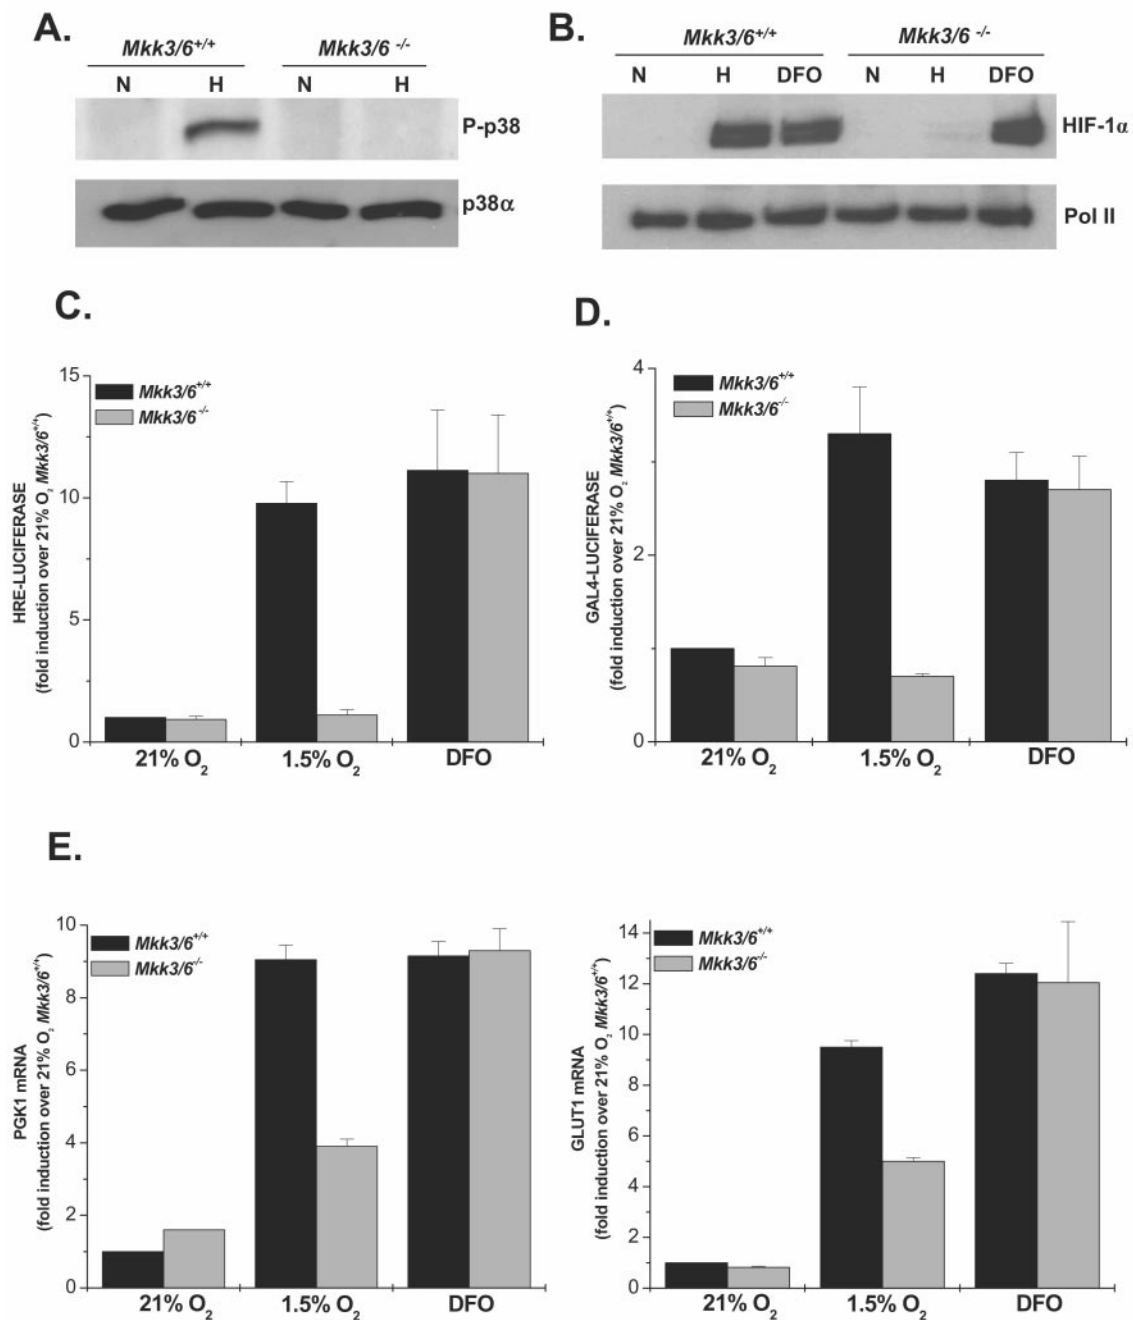 A.
Mkk3/6+/+ Mkk3/6 -/-
N H N H
P-p38
p38α
B.
Mkk3/6+/+ Mkk3/6 -/-
N H DFO N H DFO
HIF-1α
Pol II
C.
HRE-LUCIFERASE
(fold induction over 21% O2 Mkk3/6+/+)
15
10
5
0
Mkk3/6+/+
Mkk3/6-/-
21% O2 1.5% O2 DFO
D.
GAL4-LUCIFERASE
(fold induction over 21% O2 Mkk3/6+/+)
4
2
0
Mkk3/6+/+
Mkk3/6-/-
21% O2 1.5% O2 DFO
E.
PGK1 mRNA
(fold induction over 21% O2 Mkk3/6+/+)
10
8
6
4
2
0
Mkk3/6+/+
Mkk3/6-/-
21% O2 1.5% O2 DFO
GLUT1 mRNA
(fold induction over 21% O2 Mkk3/6+/+)
14
12
10
8
6
4
2
0
Mkk3/6+/+
Mkk3/6-/-
21% O2 1.5% O2 DFO